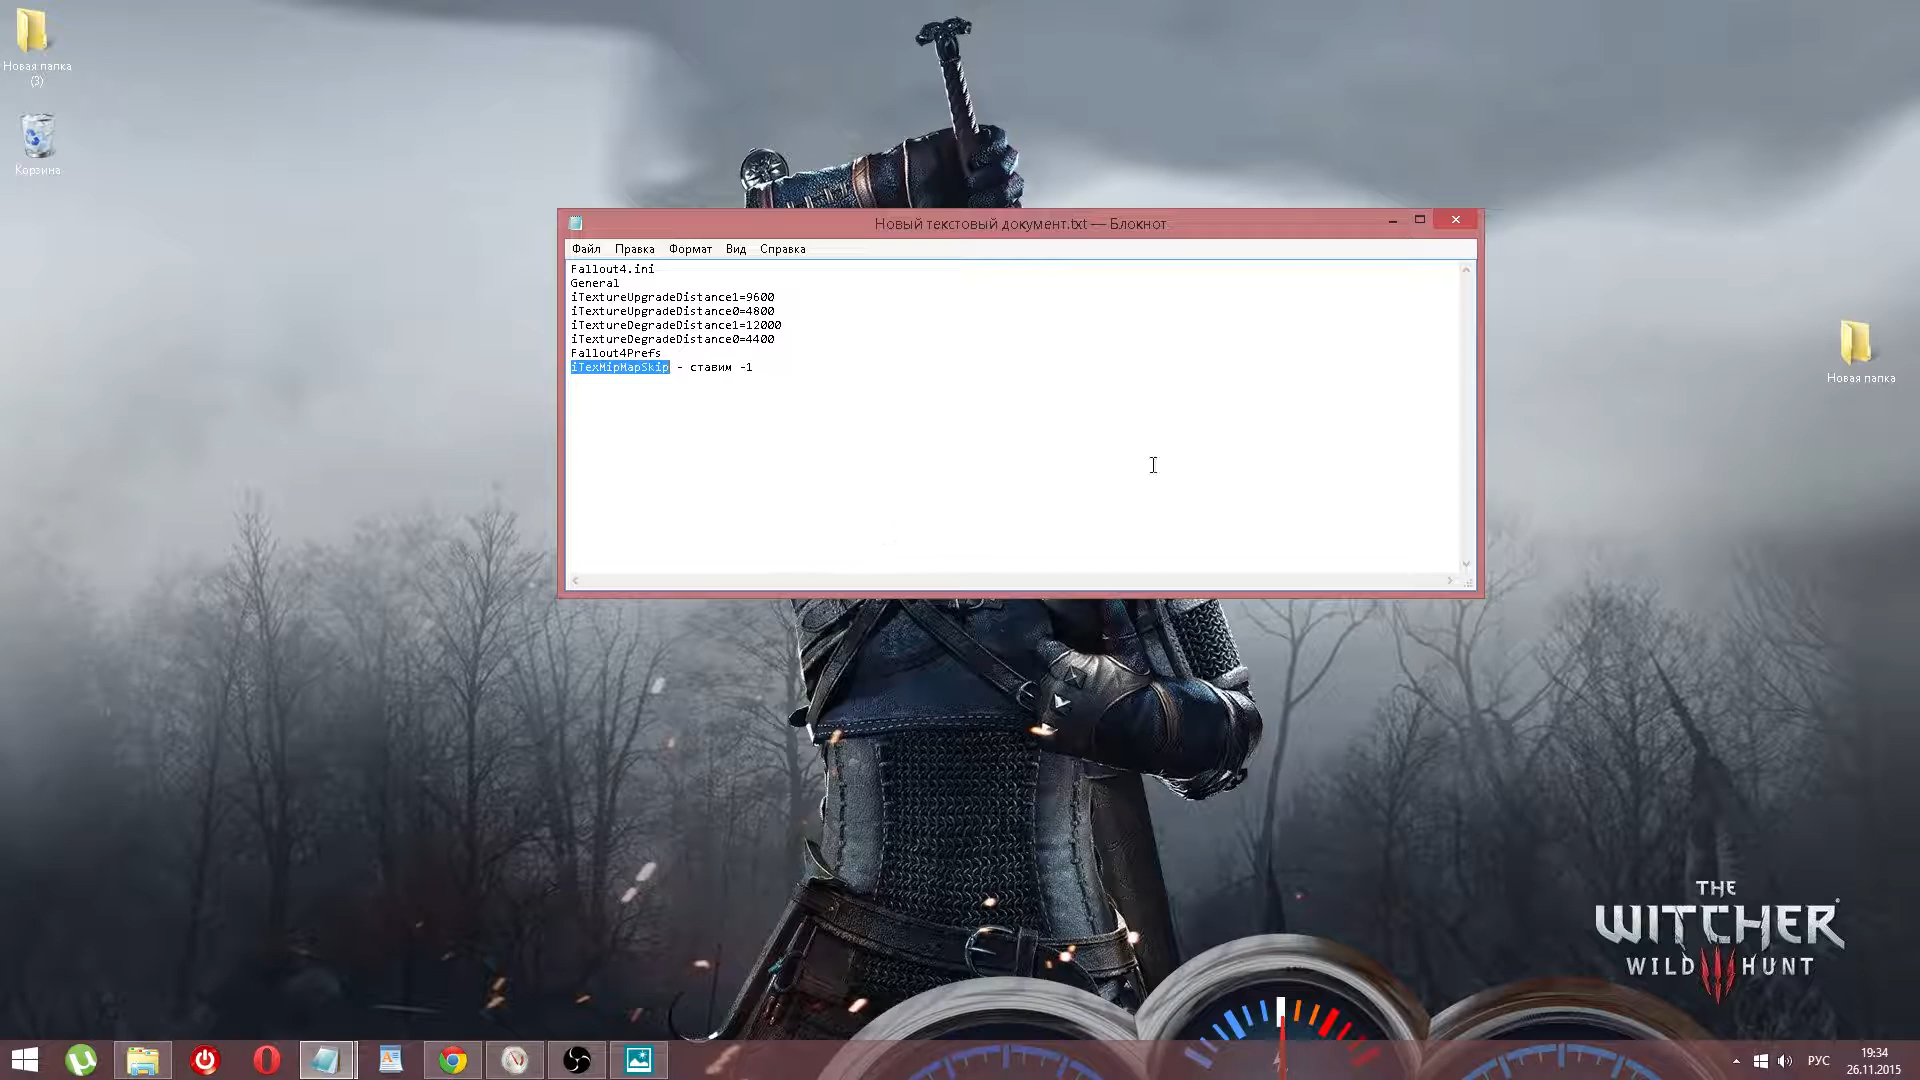 Новая папка
(3)
Корзина
Новый текстовый документ.txt — Блокнот
Файл Правка Формат Вид Справка
Fallout4.ini
General
iTextureUpgradeDistance1=9600
iTextureUpgradeDistance0=4800
iTextureDegradeDistance1=12000
iTextureDegradeDistance0=4400
Fallout4Prefs
iTexMipMapSkip - ставим -1
Новая папка
THE
WITCHER
WILD HUNT
РУС
19:34
26.11.2015